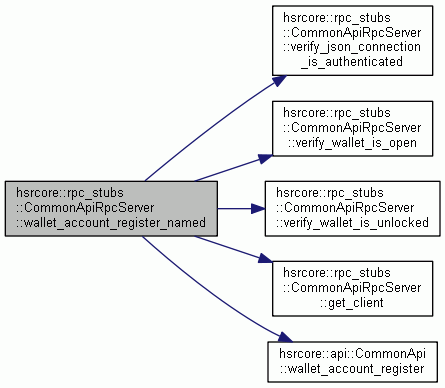 hsrcore::rpc_stubs
::CommonApiRpcServer
::verify_json_connection
_is_authenticated
hsrcore::rpc_stubs
::CommonApiRpcServer
::verify_wallet_is_open
hsrcore::rpc_stubs
::CommonApiRpcServer
::wallet_account_register_named
hsrcore::rpc_stubs
::CommonApiRpcServer
::verify_wallet_is_unlocked
hsrcore::rpc_stubs
::CommonApiRpcServer
::get_client
hsrcore::api::CommonApi
::wallet_account_register